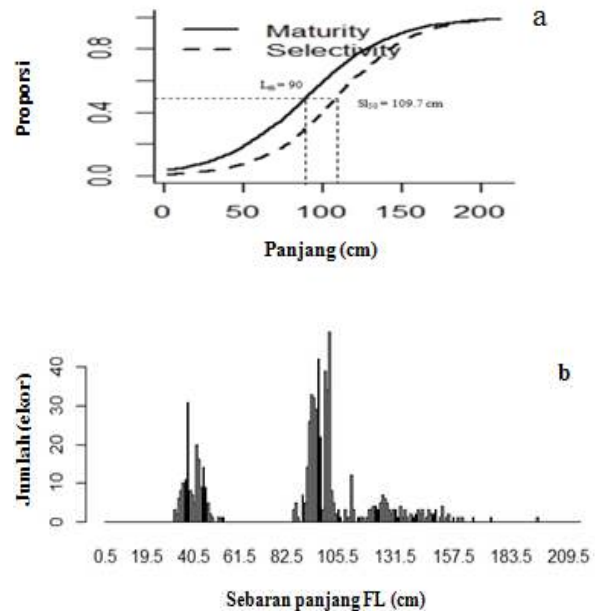 a
Maturity
Selectivity
Lm = 90
Sl50 = 109.7 cm
Proporsi
0.0 0.4 0.8
0 50 100 150 200
Panjang (cm)
b
Jumlah (ekor)
0 10 20 30 40
0.5 19.5 40.5 61.5 82.5 105.5 131.5 157.5 183.5 209.5
Sebaran panjang FL (cm)